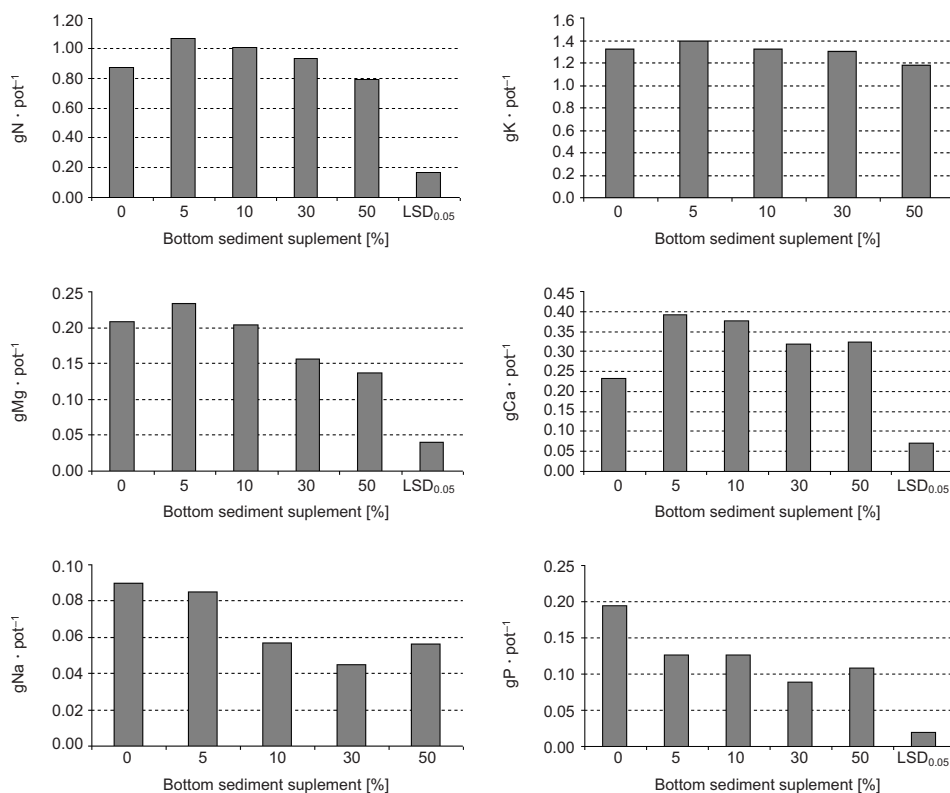 1.20
1.00
0.80
0.60
0.40
0.20
0.00
gN · pot⁻¹
0 5 10 30 50 LSD₀.₀₅
Bottom sediment suplement [%]
1.6
1.4
1.2
1.0
0.8
0.6
0.4
0.2
0.0
gK · pot⁻¹
0 5 10 30 50
Bottom sediment suplement [%]
0.25
0.20
0.15
0.10
0.05
0.00
gMg · pot⁻¹
0 5 10 30 50 LSD₀.₀₅
Bottom sediment suplement [%]
0.45
0.40
0.35
0.30
0.25
0.20
0.15
0.10
0.05
0.00
gCa · pot⁻¹
0 5 10 30 50 LSD₀.₀₅
Bottom sediment suplement [%]
0.10
0.08
0.06
0.04
0.02
0.00
gNa · pot⁻¹
0 5 10 30 50
Bottom sediment suplement [%]
0.25
0.20
0.15
0.10
0.05
0.00
gP · pot⁻¹
0 5 10 30 50 LSD₀.₀₅
Bottom sediment suplement [%]